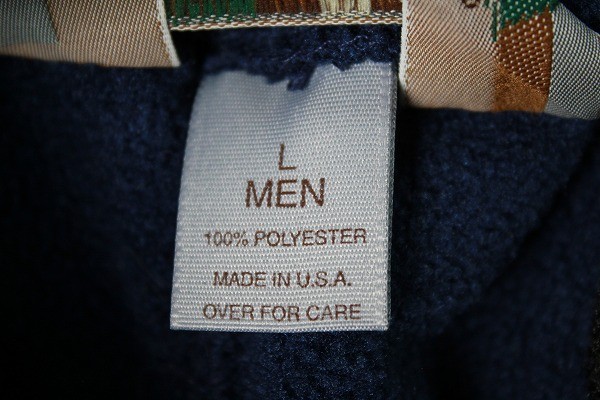 L
MEN
100% POLYESTER
MADE IN U.S.A.
OVER FOR CARE